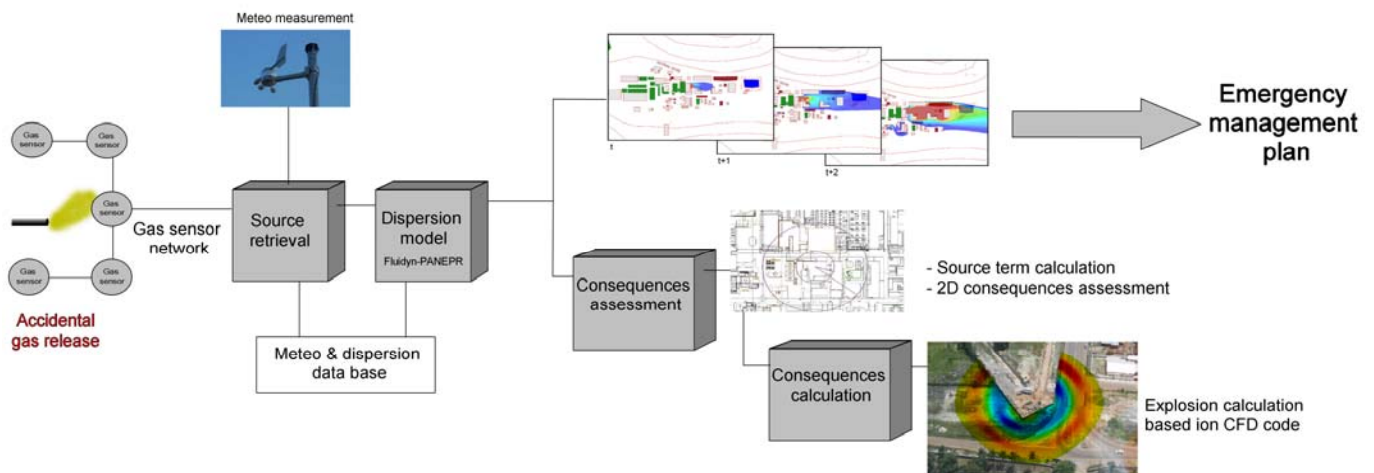 Meteo measurement
Gas
sensor
Gas
sensor
Gas
sensor
Gas
sensor
Gas
sensor
Accidental
gas release
Gas sensor
network
Source
retrieval
Dispersion
model
Fluidyn-PANEPR
Meteo & dispersion
data base
t
t+1
t+2
Emergency
management
plan
Consequences
assessment
- Source term calculation
- 2D consequences assessment
Consequences
calculation
Explosion calculation
based ion CFD code